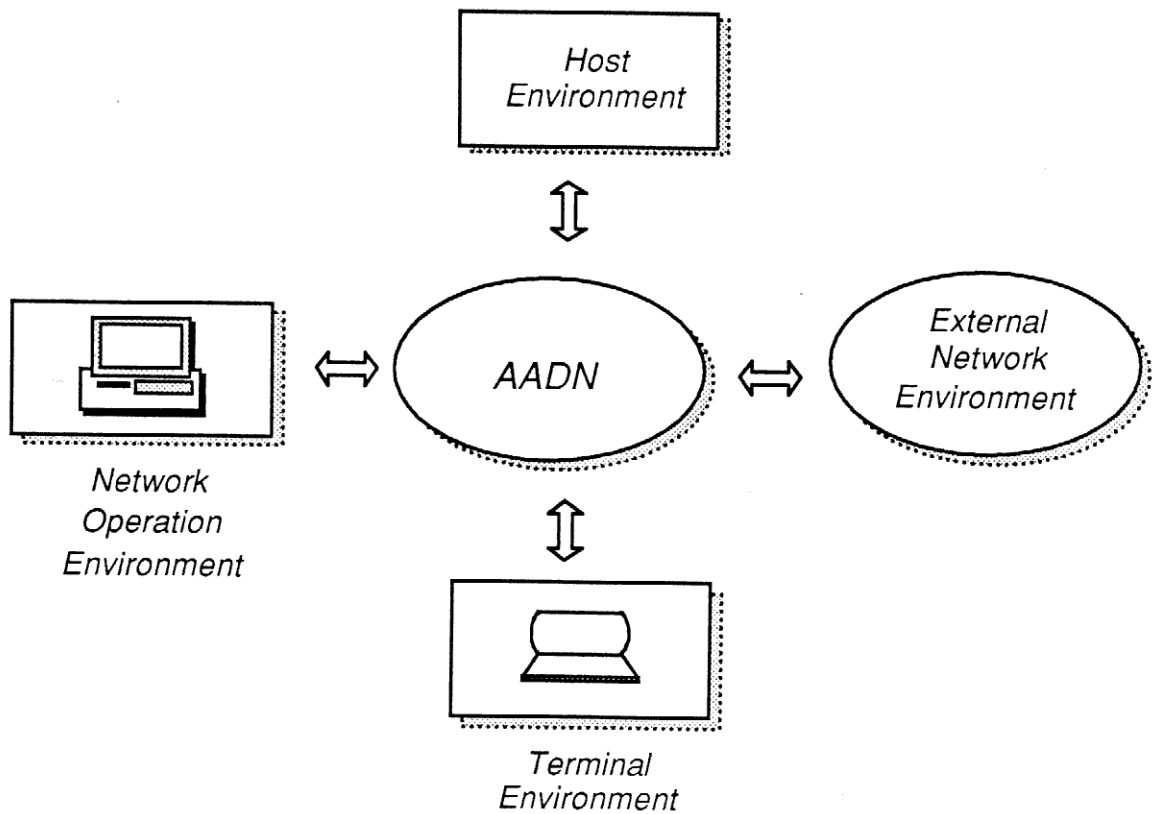 Host
Environment
AADN
External
Network
Environment
Network
Operation
Environment
Terminal
Environment